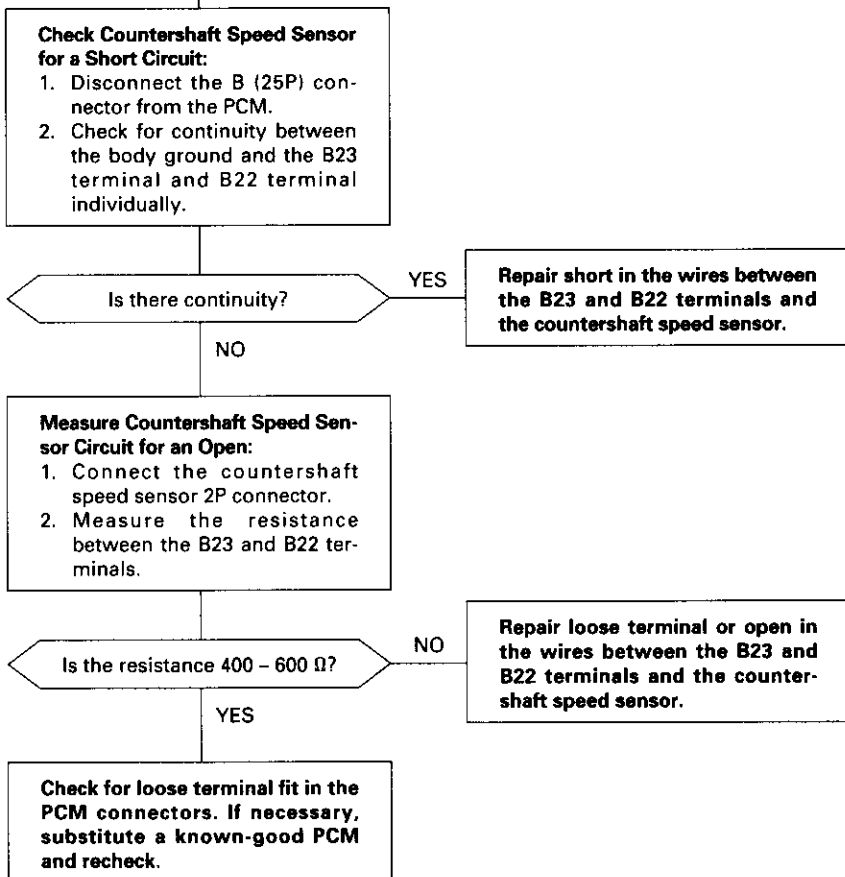 Check Countershaft Speed Sensor
for a Short Circuit:
1. Disconnect the B (25P) con-
nector from the PCM.
2. Check for continuity between
the body ground and the B23
terminal and B22 terminal
individually.
Is there continuity?
YES
Repair short in the wires between
the B23 and B22 terminals and
the countershaft speed sensor.
NO
Measure Countershaft Speed Sen-
sor Circuit for an Open:
1. Connect the countershaft
speed sensor 2P connector.
2. Measure the resistance
between the B23 and B22 ter-
minals.
Is the resistance 400 – 600 Ω?
NO
Repair loose terminal or open in
the wires between the B23 and
B22 terminals and the counter-
shaft speed sensor.
YES
Check for loose terminal fit in the
PCM connectors. If necessary,
substitute a known-good PCM
and recheck.